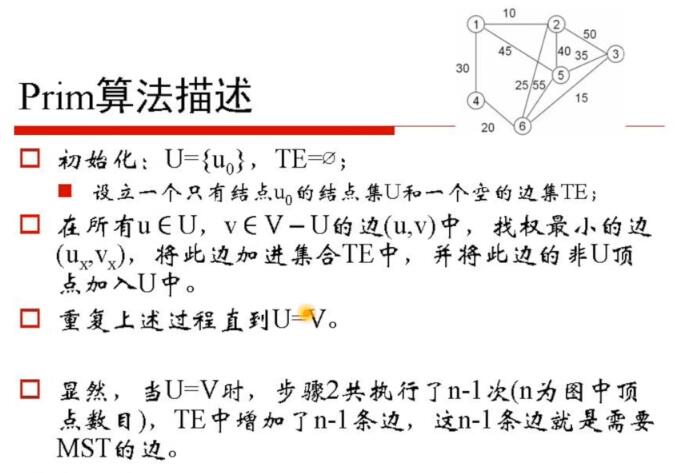 10
1
2
50
45
40
35
3
5
30
25
55
15
4
6
20
Prim算法描述
初始化：U={u₀}，TE=∅；
设立一个只有结点u₀的结点集U和一个空的边集TE；
在所有u∈U，v∈V－U的边(u,v)中，找权最小的边
(uₓ,vₓ)，将此边加进集合TE中，并将此边的非U顶
点加入U中。
重复上述过程直到U=V。
显然，当U=V时，步骤2共执行了n-1次(n为图中顶
点数目)，TE中增加了n-1条边，这n-1条边就是需要
MST的边。